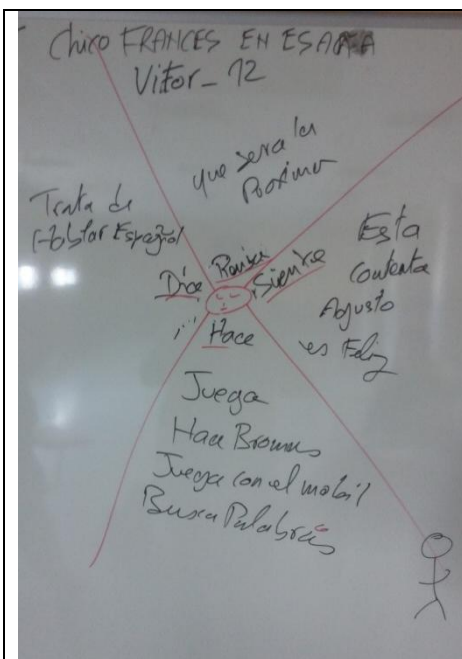 Chico FRANCES EN ESPAÑA
Vitor_12
que sera la
Proxima
Trata de
Hablar Español
Dice
Piensa
Siente
Hace
Esta
contenta
Agusto
es Feliz
Juega
Hace Bromas
Juega con el mobil
Busca Palabras